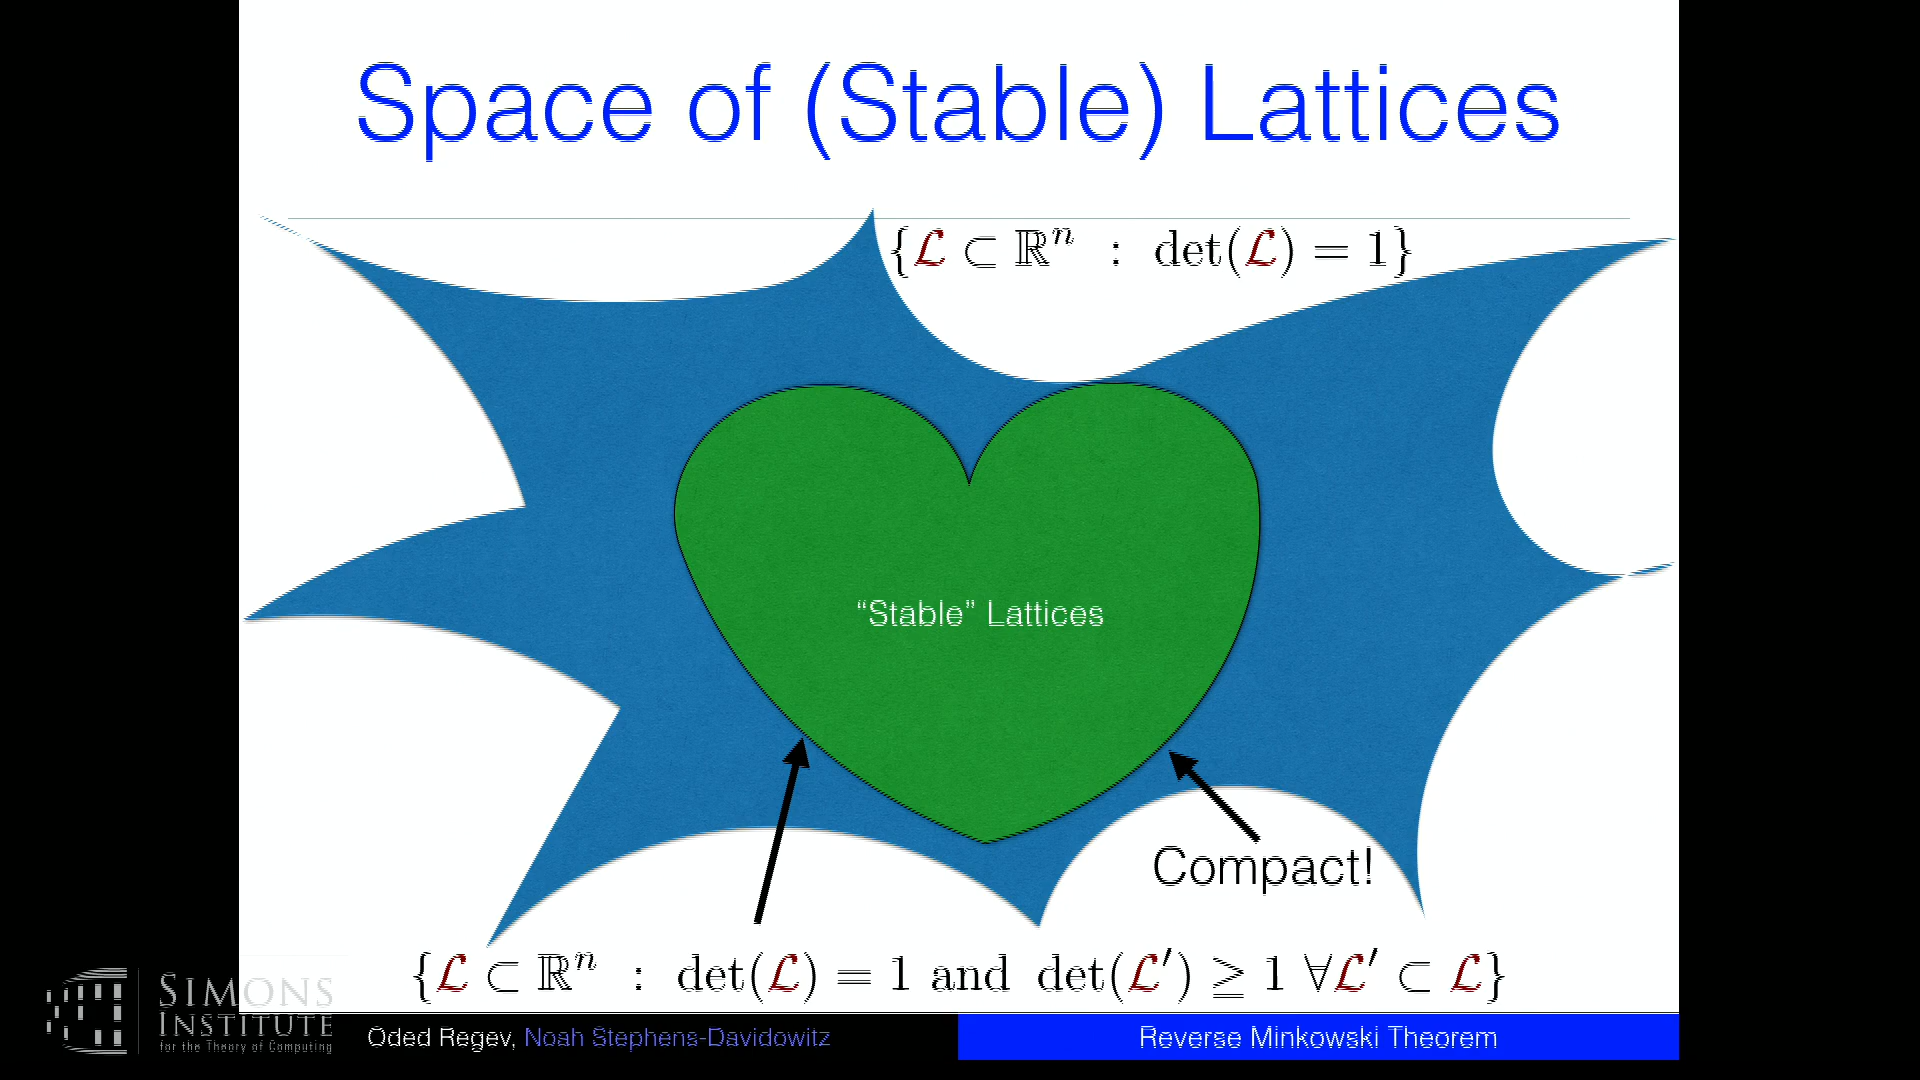 Space of (Stable) Lattices
{ℒ ⊂ ℝⁿ : det(ℒ) = 1}
“Stable” Lattices
Compact!
{ℒ ⊂ ℝⁿ : det(ℒ) = 1 and det(ℒ′) ≥ 1 ∀ℒ′ ⊂ ℒ}
SIMONS
INSTITUTE
for the Theory of Computing
Oded Regev, Noah Stephens-Davidowitz
Reverse Minkowski Theorem